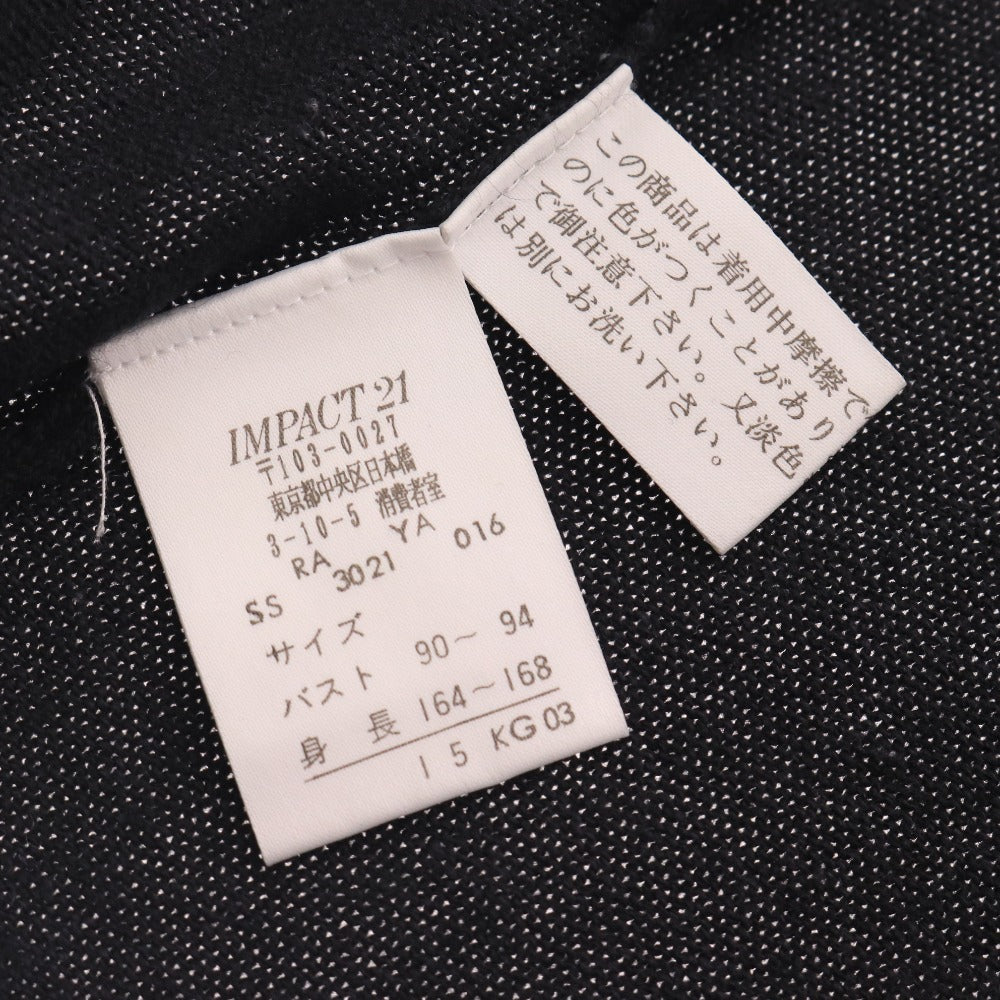 IMPACT 21
〒103-0027
東京都中央区日本橋
3-10-5 消費者室
RA YA 016
SS 3021
サイズ
バスト 90〜94
身長 164〜168
15 KG03
この商品は着用中摩擦で
のに色がつくことがあり
で御注意下さい。又淡色
は別にお洗い下さい。